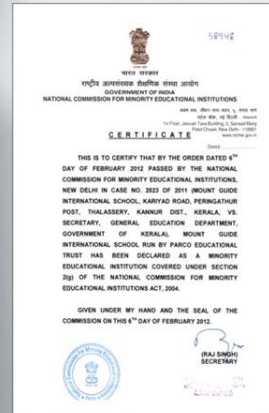 58948
भारत सरकार
राष्ट्रीय अल्पसंख्यक शैक्षणिक संस्था आयोग
GOVERNMENT OF INDIA
NATIONAL COMMISSION FOR MINORITY EDUCATIONAL INSTITUTIONS
1st Floor, Jeevan Tara Building, 5, Sansad Marg
Patel Chowk, New Delhi - 110001
Dated
CERTIFICATE
THIS IS TO CERTIFY THAT BY THE ORDER DATED 6TH
DAY OF FEBRUARY 2012 PASSED BY THE NATIONAL
COMMISSION FOR MINORITY EDUCATIONAL INSTITUTIONS,
NEW DELHI IN CASE NO. 2023 OF 2011 (MOUNT GUIDE
INTERNATIONAL SCHOOL, KARIYAD ROAD, PERINGATHUR
POST, THALASSERY, KANNUR DIST., KERALA, VS.
SECRETARY, GENERAL EDUCATION DEPARTMENT,
GOVERNMENT OF KERALA), MOUNT GUIDE
INTERNATIONAL SCHOOL RUN BY PARCO EDUCATIONAL
TRUST HAS BEEN DECLARED AS A MINORITY
EDUCATIONAL INSTITUTION COVERED UNDER SECTION
2(g) OF THE NATIONAL COMMISSION FOR MINORITY
EDUCATIONAL INSTITUTIONS ACT, 2004.
GIVEN UNDER MY HAND AND THE SEAL OF THE
COMMISSION ON THIS 6TH DAY OF FEBRUARY 2012.
(RAJ SINGH)
SECRETARY